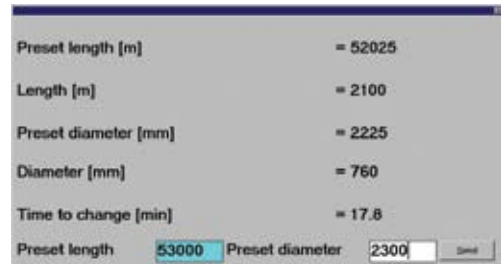 Preset length [m] = 52025
Length [m] = 2100
Preset diameter [mm] = 2225
Diameter [mm] = 760
Time to change [min] = 17.8
Preset length 53000 Preset diameter 2300 Send